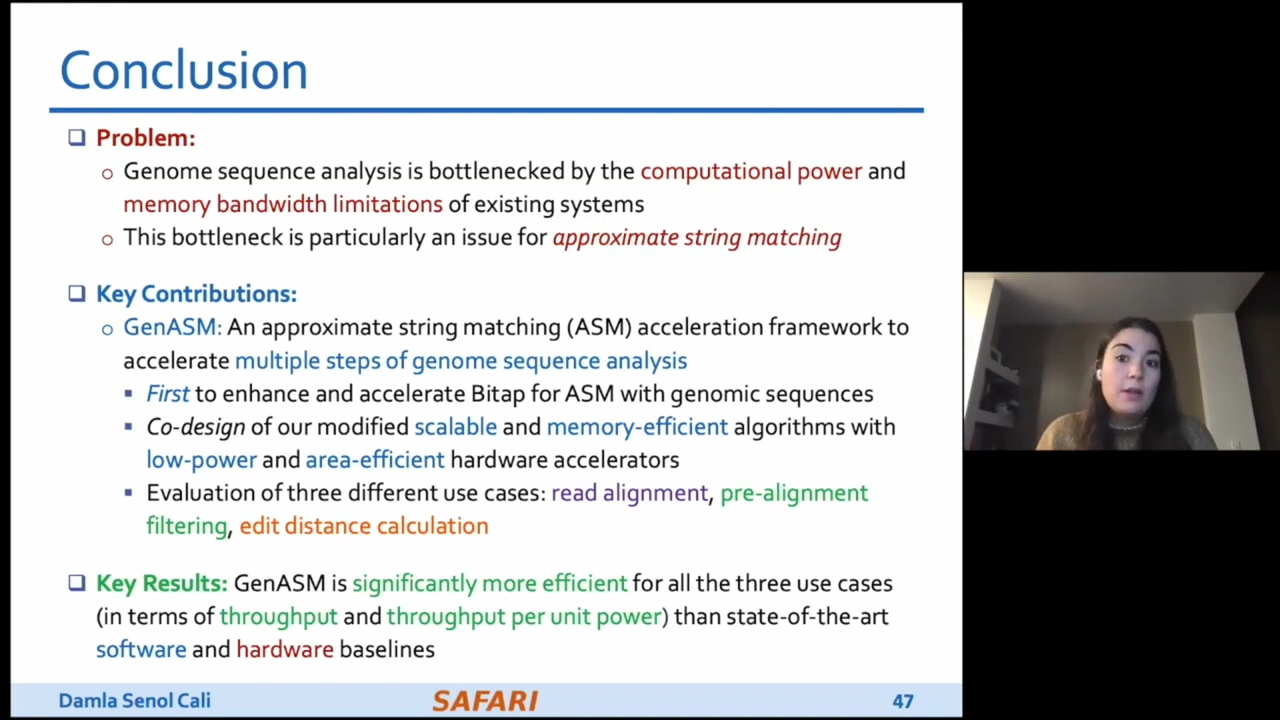 Conclusion
Problem:
Genome sequence analysis is bottlenecked by the computational power and
memory bandwidth limitations of existing systems
This bottleneck is particularly an issue for approximate string matching
Key Contributions:
GenASM: An approximate string matching (ASM) acceleration framework to
accelerate multiple steps of genome sequence analysis
First to enhance and accelerate Bitap for ASM with genomic sequences
Co-design of our modified scalable and memory-efficient algorithms with
low-power and area-efficient hardware accelerators
Evaluation of three different use cases: read alignment, pre-alignment
filtering, edit distance calculation
Key Results: GenASM is significantly more efficient for all the three use cases
(in terms of throughput and throughput per unit power) than state-of-the-art
software and hardware baselines
Damla Senol Cali SAFARI 47